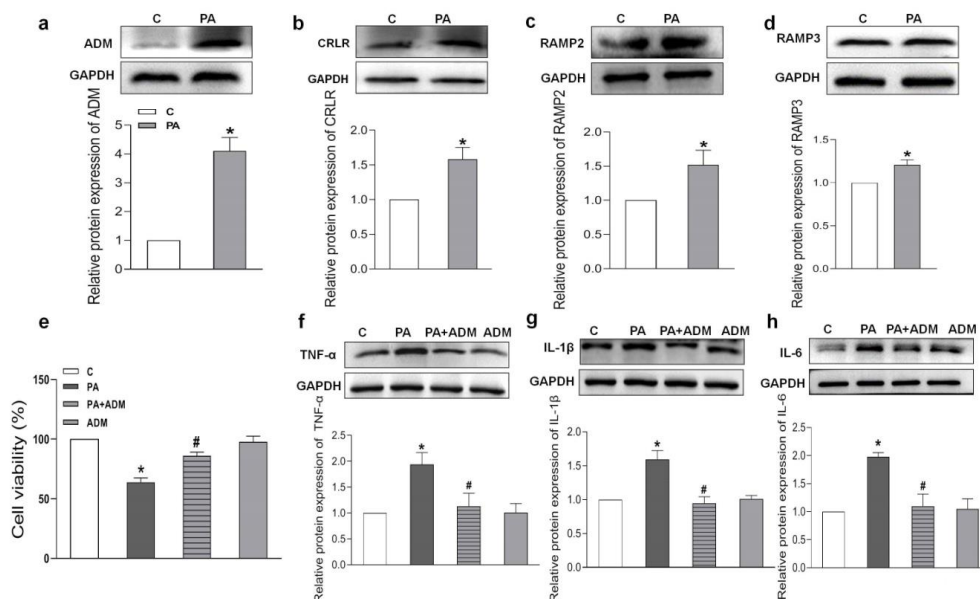 a
C PA
ADM
GAPDH
Relative protein expression of ADM
C
PA
*
5
4
3
2
1
0
b
C PA
CRLR
GAPDH
Relative protein expression of CRLR
*
2.0
1.5
1.0
0.5
0.0
c
C PA
RAMP2
GAPDH
Relative protein expression of RAMP2
*
2.0
1.5
1.0
0.5
0.0
d
C PA
RAMP3
GAPDH
Relative protein expression of RAMP3
*
1.5
1.0
0.5
0.0
e
C
PA
PA+ADM
ADM
Cell viability (%)
150
100
50
0
*
#
f
C PA PA+ADM ADM
TNF-α
GAPDH
Relative protein expression of TNF-α
2.5
2.0
1.5
1.0
0.5
0.0
*
#
g
C PA PA+ADM ADM
IL-1β
GAPDH
Relative protein expression of IL-1β
2.0
1.5
1.0
0.5
0.0
*
#
h
C PA PA+ADM ADM
IL-6
GAPDH
Relative protein expression of IL-6
2.5
2.0
1.5
1.0
0.5
0.0
*
#